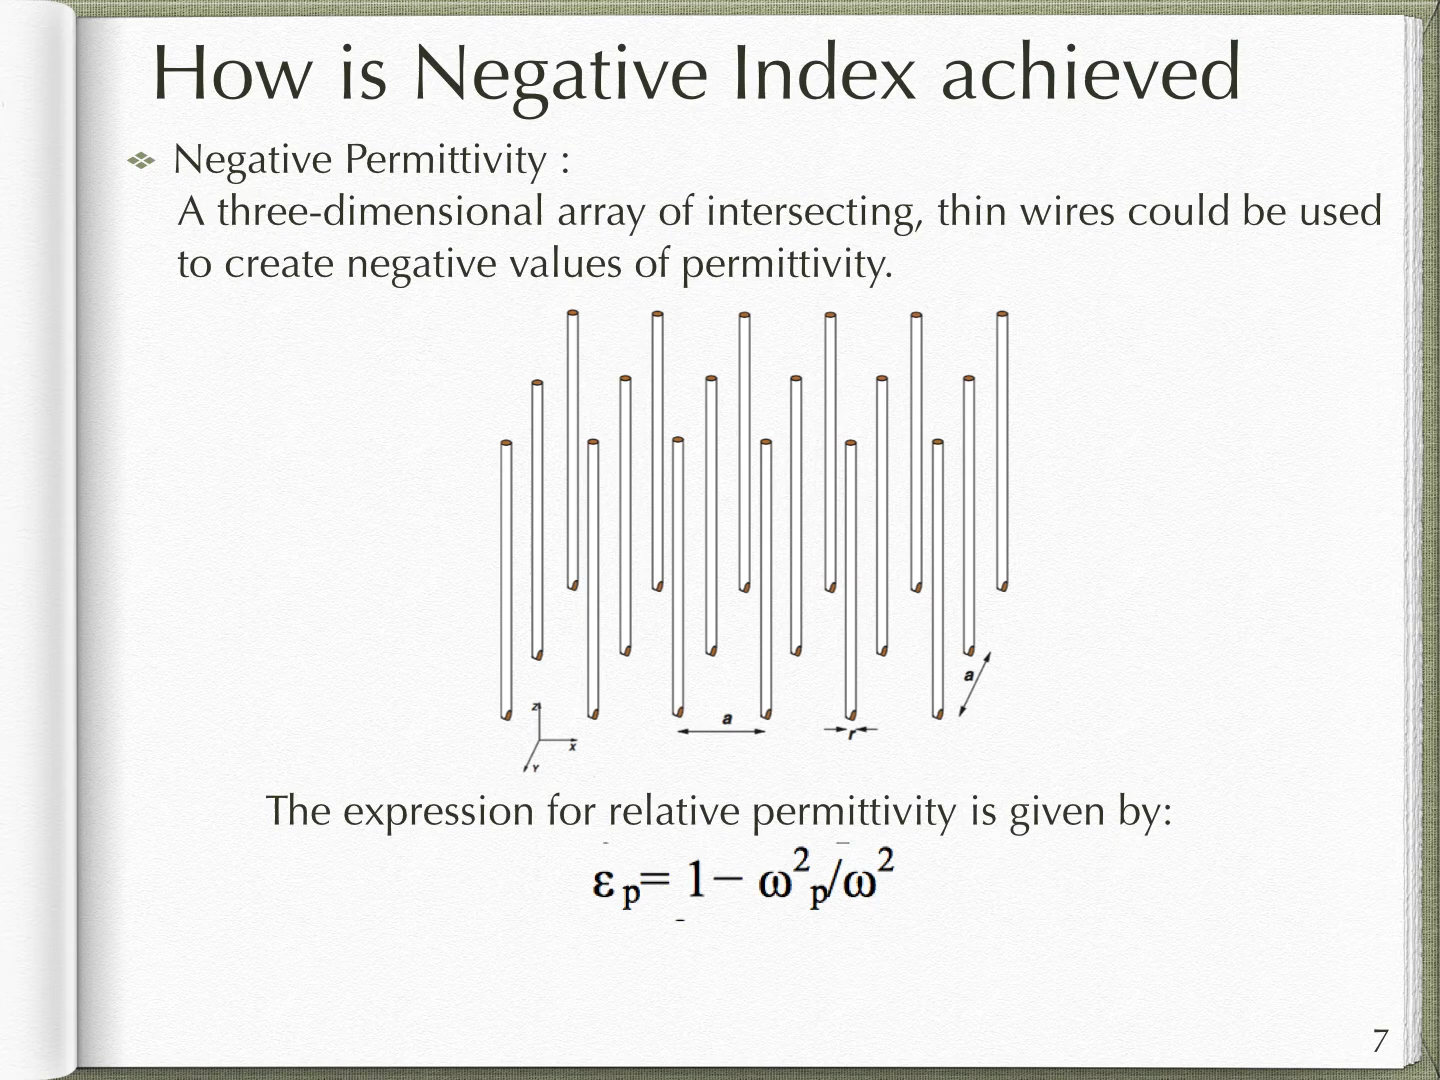 How is Negative Index achieved
Negative Permittivity :
A three-dimensional array of intersecting, thin wires could be used
to create negative values of permittivity.
a
a
r
Z
X
Y
The expression for relative permittivity is given by:
ε p= 1− ω²p/ω²
7